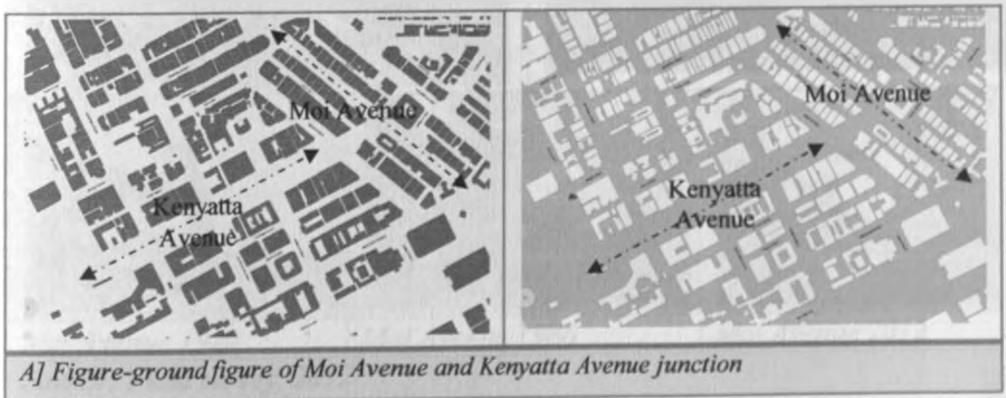 Moi Avenue
Kenyatta
Avenue
Moi Avenue
Kenyatta
Avenue
A] Figure-ground figure of Moi Avenue and Kenyatta Avenue junction